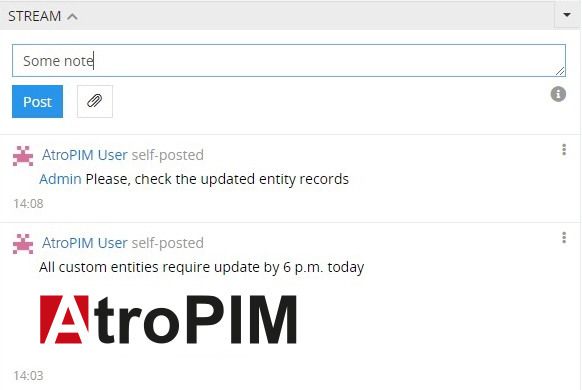 STREAM
Some note
Post
AtroPIM User self-posted
Admin Please, check the updated entity records
14:08
AtroPIM User self-posted
All custom entities require update by 6 p.m. today
AtroPIM
14:03